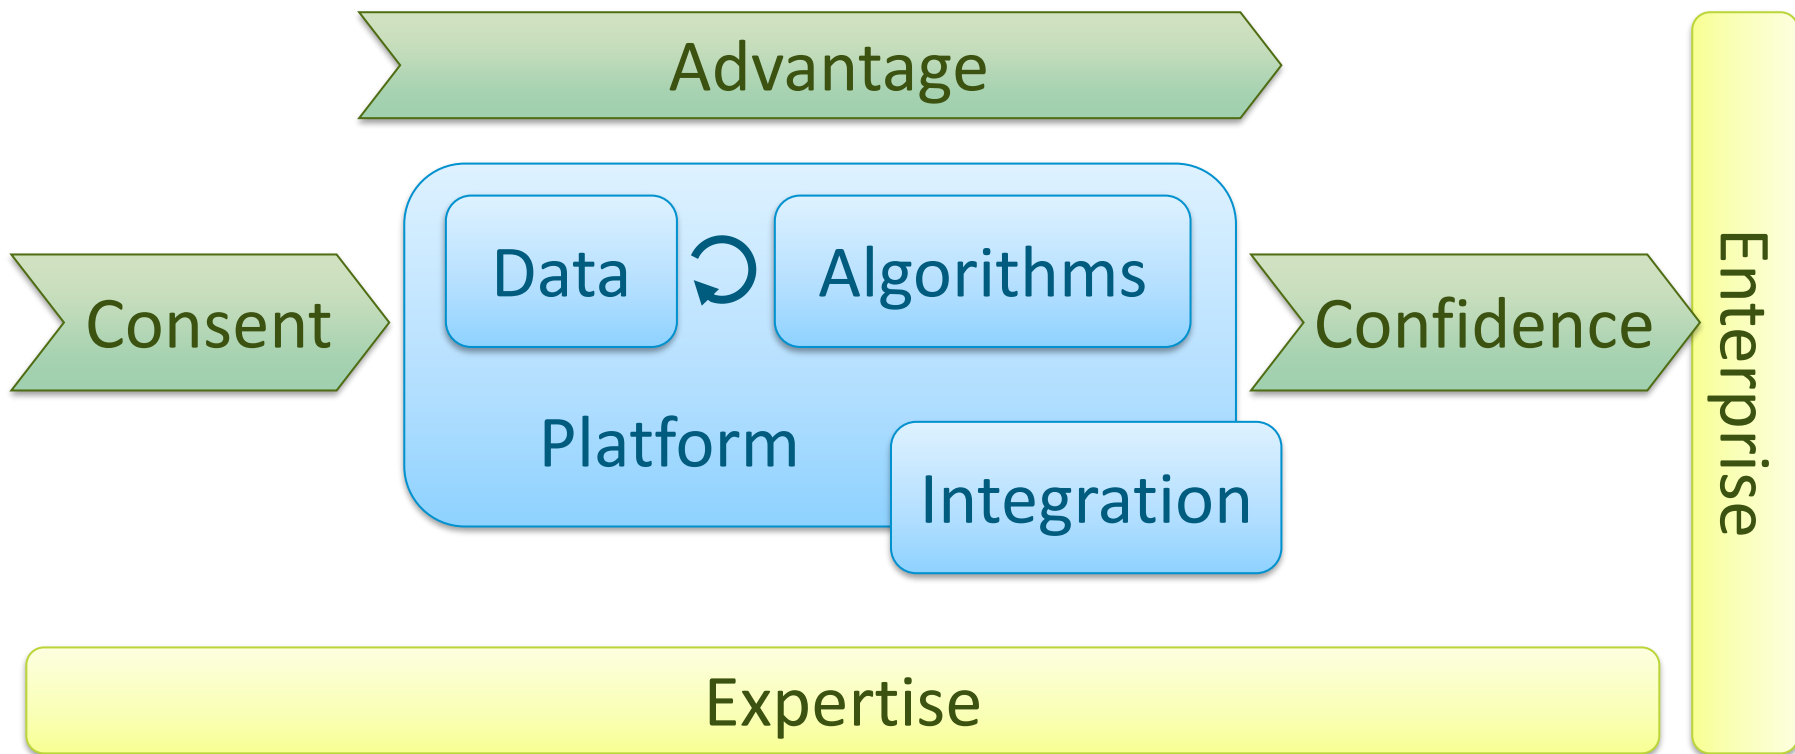 Advantage
Data
Algorithms
Consent
Confidence
Platform
Integration
Enterprise
Expertise